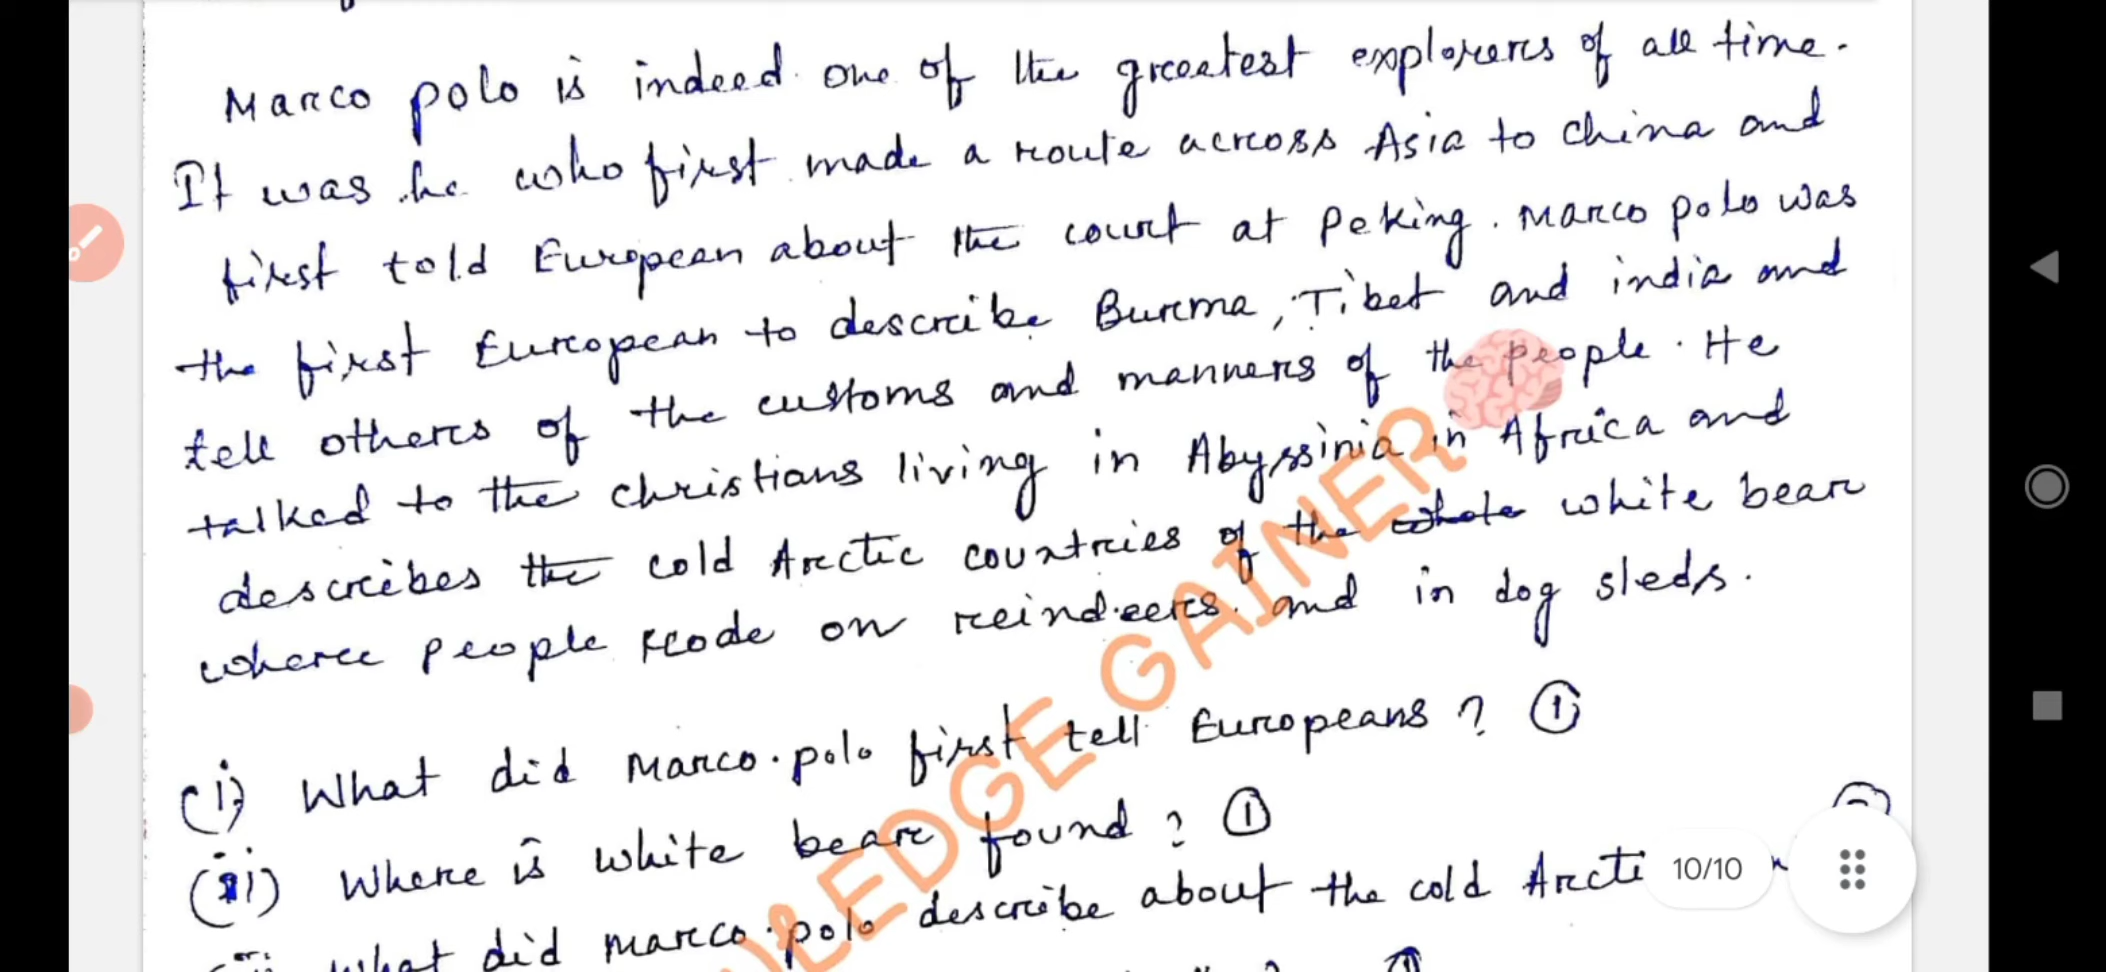 Marco polo is indeed one of the greatest explorers of all time.
It was he who first made a route across Asia to china and
first told European about the court at Peking. Marco polo was
the first European to describe Burma, Tibet and india and
tell others of the customs and manners of the people. He
talked to the christians living in Abyssinia in Africa and
describes the cold Arctic countries of the white bear
where people rode on reindeers and in dog sleds.
(i) What did Marco polo first tell Europeans? ①
(ii) Where is white bear found? ①
What did marco polo describe about the cold Arcti
10/10
EDGE GAINER